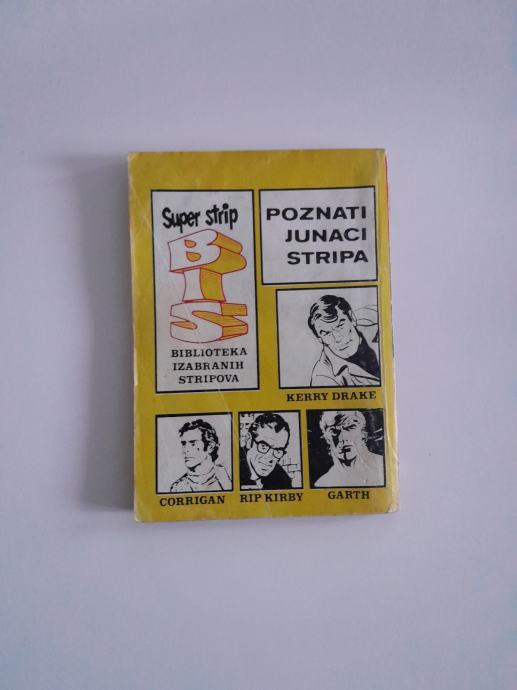 Super strip
BIS
BIBLIOTEKA
IZABRANIH
STRIPOVA
POZNATI
JUNACI
STRIPA
KERRY DRAKE
CORRIGAN
RIP KIRBY
GARTH